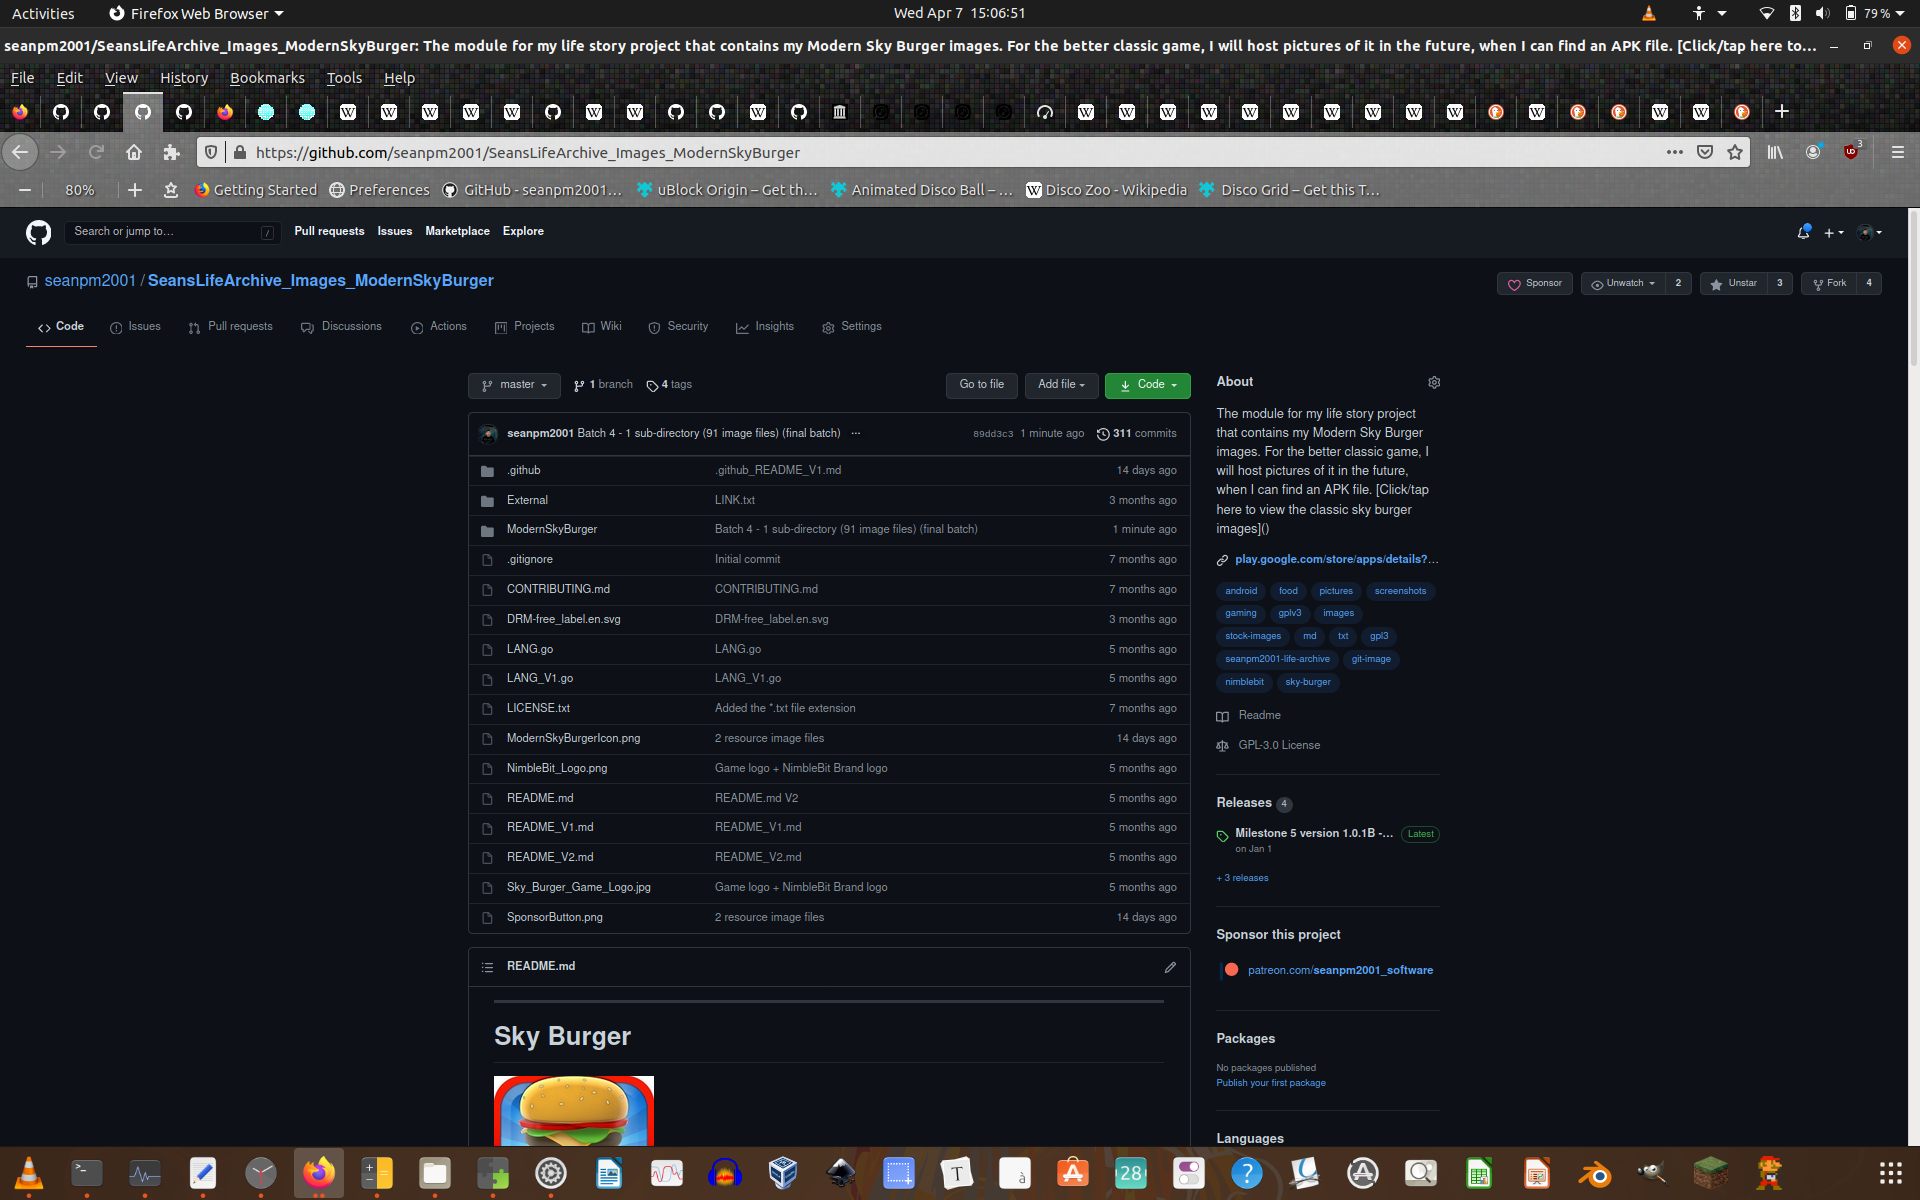 Activities
Firefox Web Browser
Wed Apr 7 15:06:51
79 %
seanpm2001/SeansLifeArchive_Images_ModernSkyBurger: The module for my life story project that contains my Modern Sky Burger images. For the better classic game, I will host pictures of it in the future, when I can find an APK file. [Click/tap here to...
File Edit View History Bookmarks Tools Help
https://github.com/seanpm2001/SeansLifeArchive_Images_ModernSkyBurger
3
80%
Getting Started
Preferences
GitHub - seanpm2001...
uBlock Origin – Get th...
Animated Disco Ball – ...
Disco Zoo - Wikipedia
Disco Grid – Get this T...
Search or jump to...
/
Pull requests Issues Marketplace Explore
seanpm2001 / SeansLifeArchive_Images_ModernSkyBurger
Sponsor
Unwatch 2
Unstar 3
Fork 4
Code
Issues
Pull requests
Discussions
Actions
Projects
Wiki
Security
Insights
Settings
master
1 branch
4 tags
Go to file
Add file
Code
seanpm2001 Batch 4 - 1 sub-directory (91 image files) (final batch) ...
89dd3c3 1 minute ago 311 commits
.github .github_README_V1.md 14 days ago
External LINK.txt 3 months ago
ModernSkyBurger Batch 4 - 1 sub-directory (91 image files) (final batch) 1 minute ago
.gitignore Initial commit 7 months ago
CONTRIBUTING.md CONTRIBUTING.md 7 months ago
DRM-free_label.en.svg DRM-free_label.en.svg 3 months ago
LANG.go LANG.go 5 months ago
LANG_V1.go LANG_V1.go 5 months ago
LICENSE.txt Added the *.txt file extension 7 months ago
ModernSkyBurgerIcon.png 2 resource image files 14 days ago
NimbleBit_Logo.png Game logo + NimbleBit Brand logo 5 months ago
README.md README.md V2 5 months ago
README_V1.md README_V1.md 5 months ago
README_V2.md README_V2.md 5 months ago
Sky_Burger_Game_Logo.jpg Game logo + NimbleBit Brand logo 5 months ago
SponsorButton.png 2 resource image files 14 days ago
README.md
Sky Burger
About
The module for my life story project
that contains my Modern Sky Burger
images. For the better classic game, I
will host pictures of it in the future,
when I can find an APK file. [Click/tap
here to view the classic sky burger
images]()
play.google.com/store/apps/details?...
android food pictures screenshots
gaming gplv3 images
stock-images md txt gpl3
seanpm2001-life-archive git-image
nimblebit sky-burger
Readme
GPL-3.0 License
Releases 4
Milestone 5 version 1.0.1B -... Latest
on Jan 1
+ 3 releases
Sponsor this project
patreon.com/seanpm2001_software
Packages
No packages published
Publish your first package
Languages